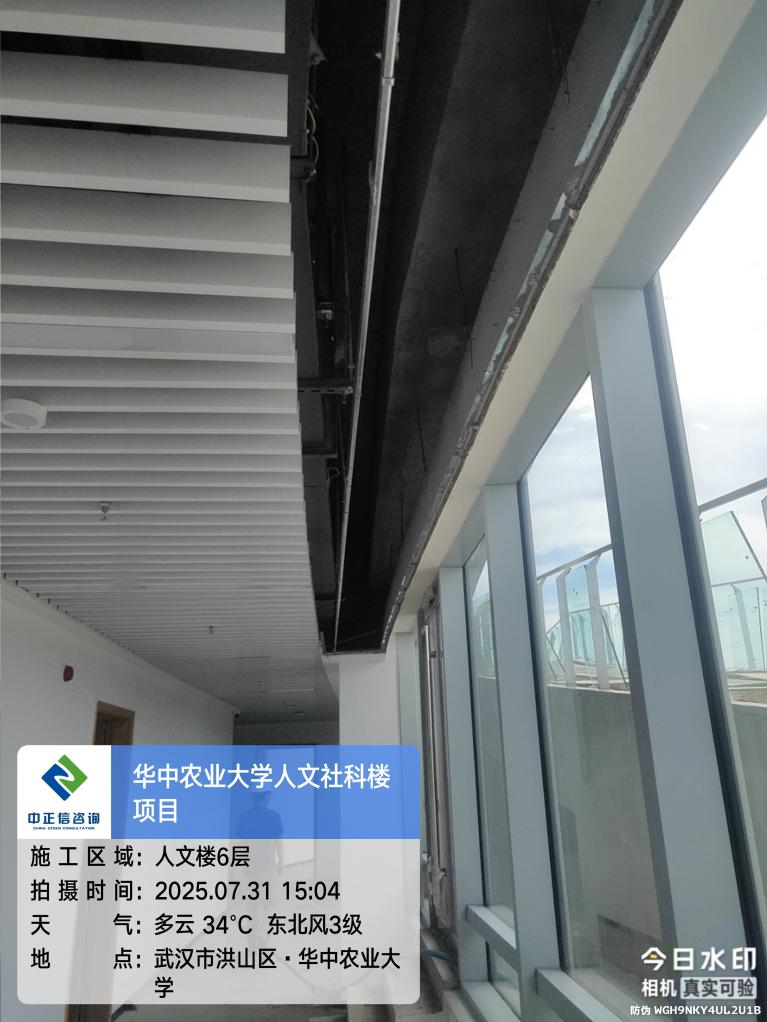 华中农业大学人文社科楼
项目
中正信咨询
CHINA ZISEN CONSULTATION
施工区域：人文楼6层
拍摄时间：2025.07.31 15:04
天气：多云 34℃ 东北风3级
地点：武汉市洪山区·华中农业大
学
今日水印
相机 真实可验
防伪 WGH9NKY4UL2U1B